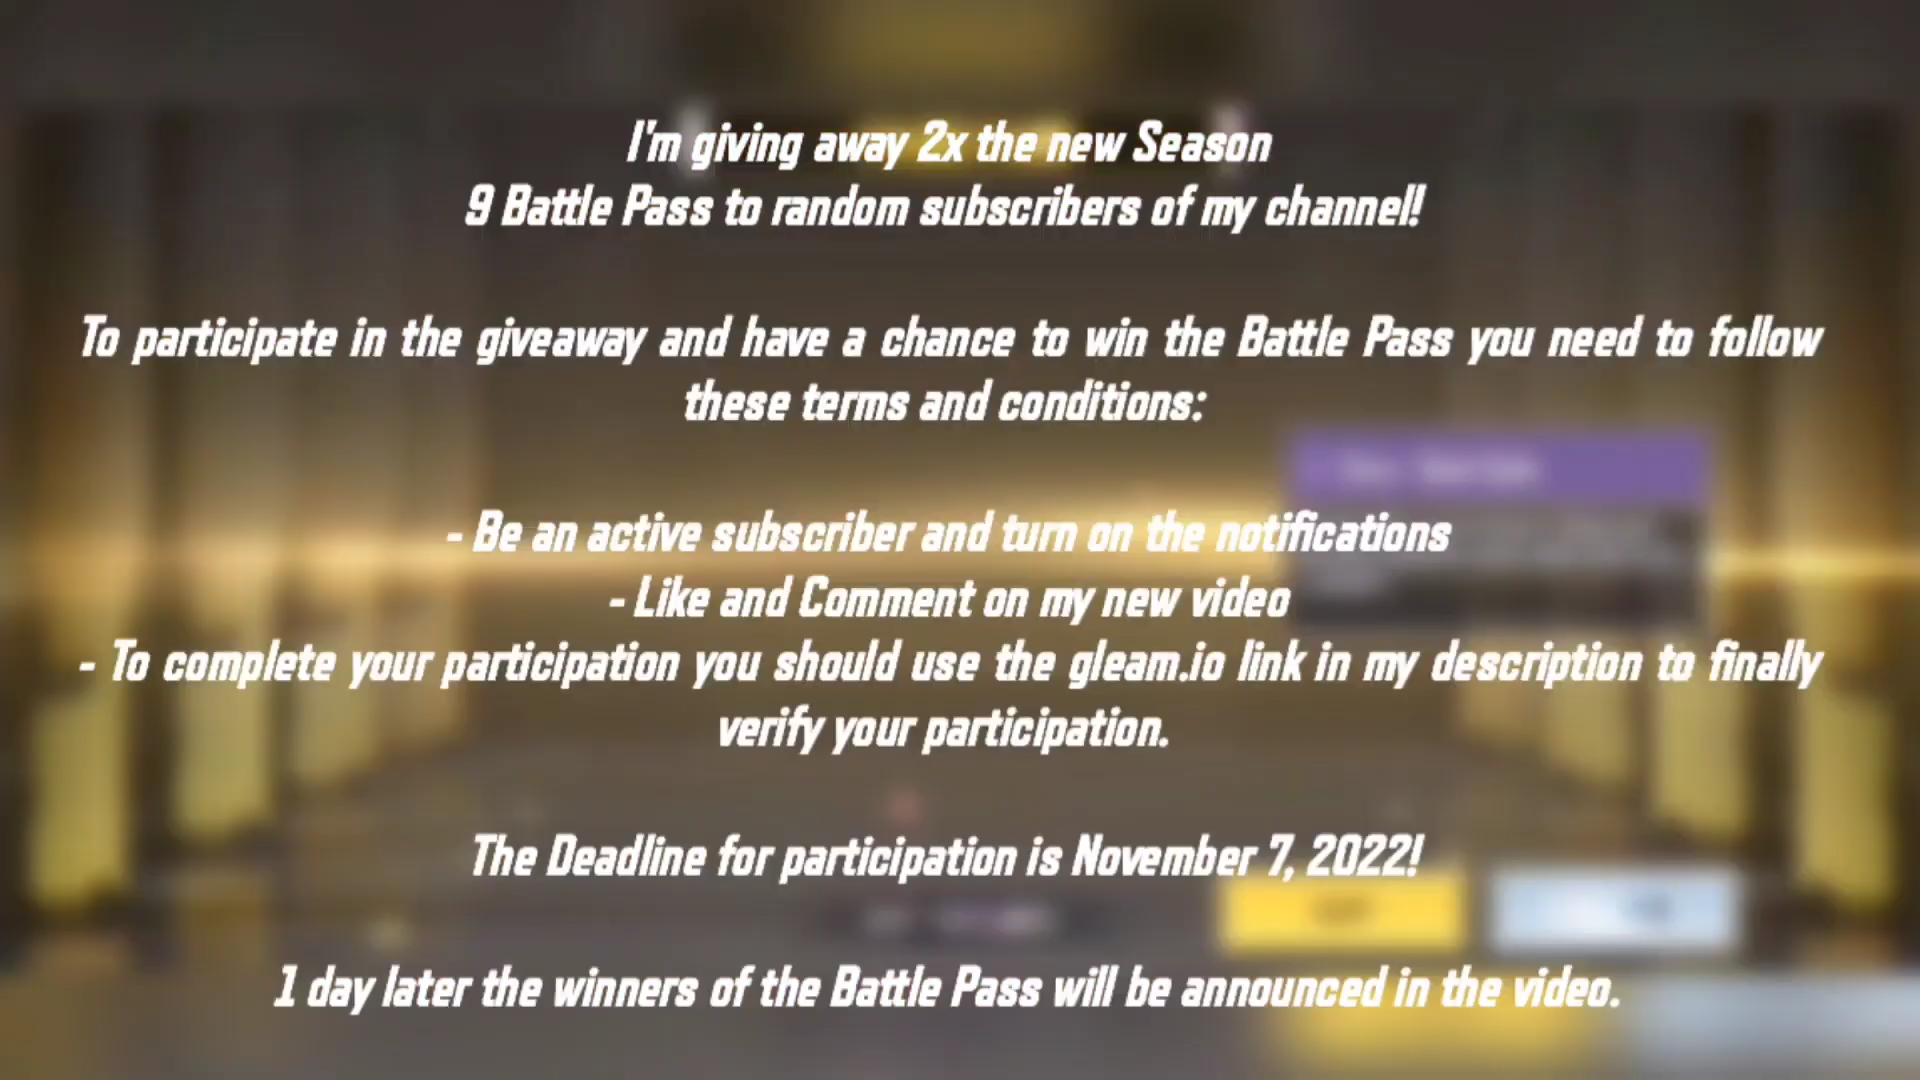 I'm giving away 2x the new Season
9 Battle Pass to random subscribers of my channel!
To participate in the giveaway and have a chance to win the Battle Pass you need to follow
these terms and conditions:
- Be an active subscriber and turn on the notifications
- Like and Comment on my new video
- To complete your participation you should use the gleam.io link in my description to finally
verify your participation.
The Deadline for participation is November 7, 2022!
1 day later the winners of the Battle Pass will be announced in the video.